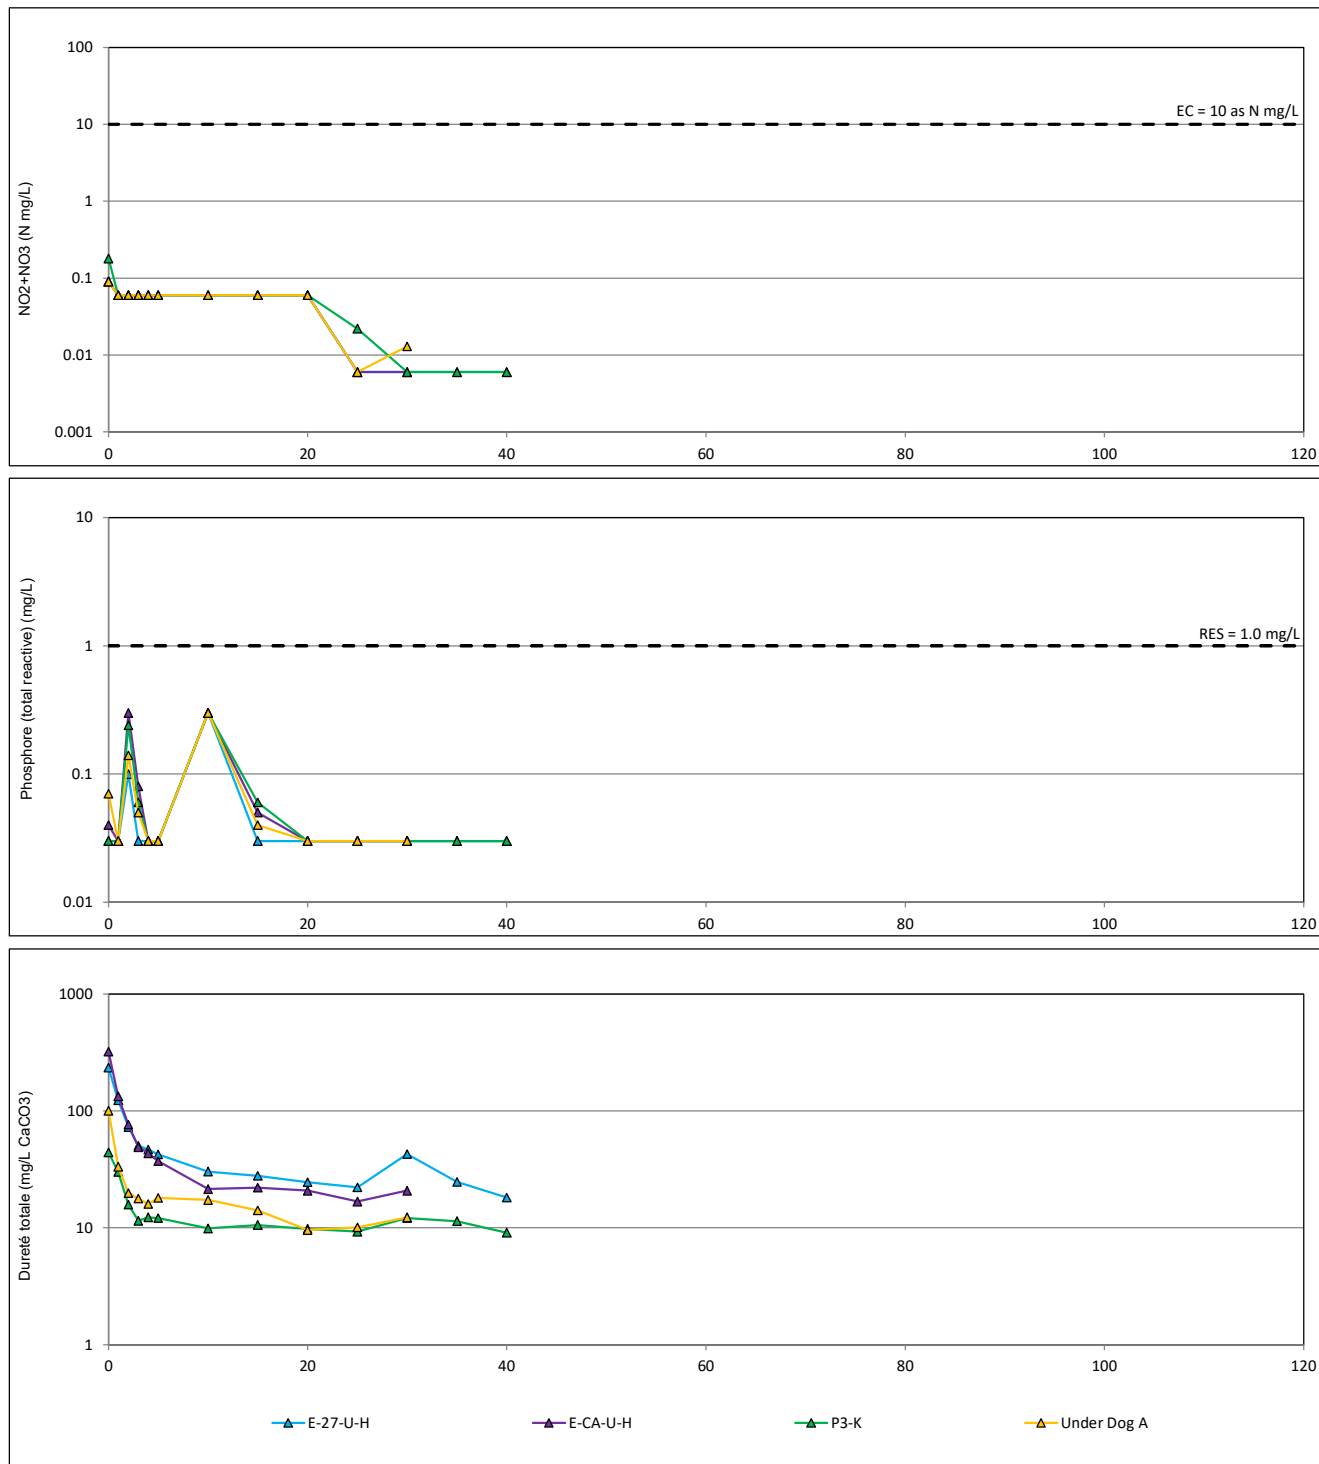 100
10
1
0.1
0.01
0.001
NO2+NO3 (N mg/L)
EC = 10 as N mg/L
0 20 40 60 80 100 120
10
1
0.1
0.01
Phosphore (total reactive) (mg/L)
RES = 1.0 mg/L
0 20 40 60 80 100 120
1000
100
10
1
Dureté totale (mg/L CaCO3)
0 20 40 60 80 100 120
E-27-U-H E-CA-U-H P3-K Under Dog A